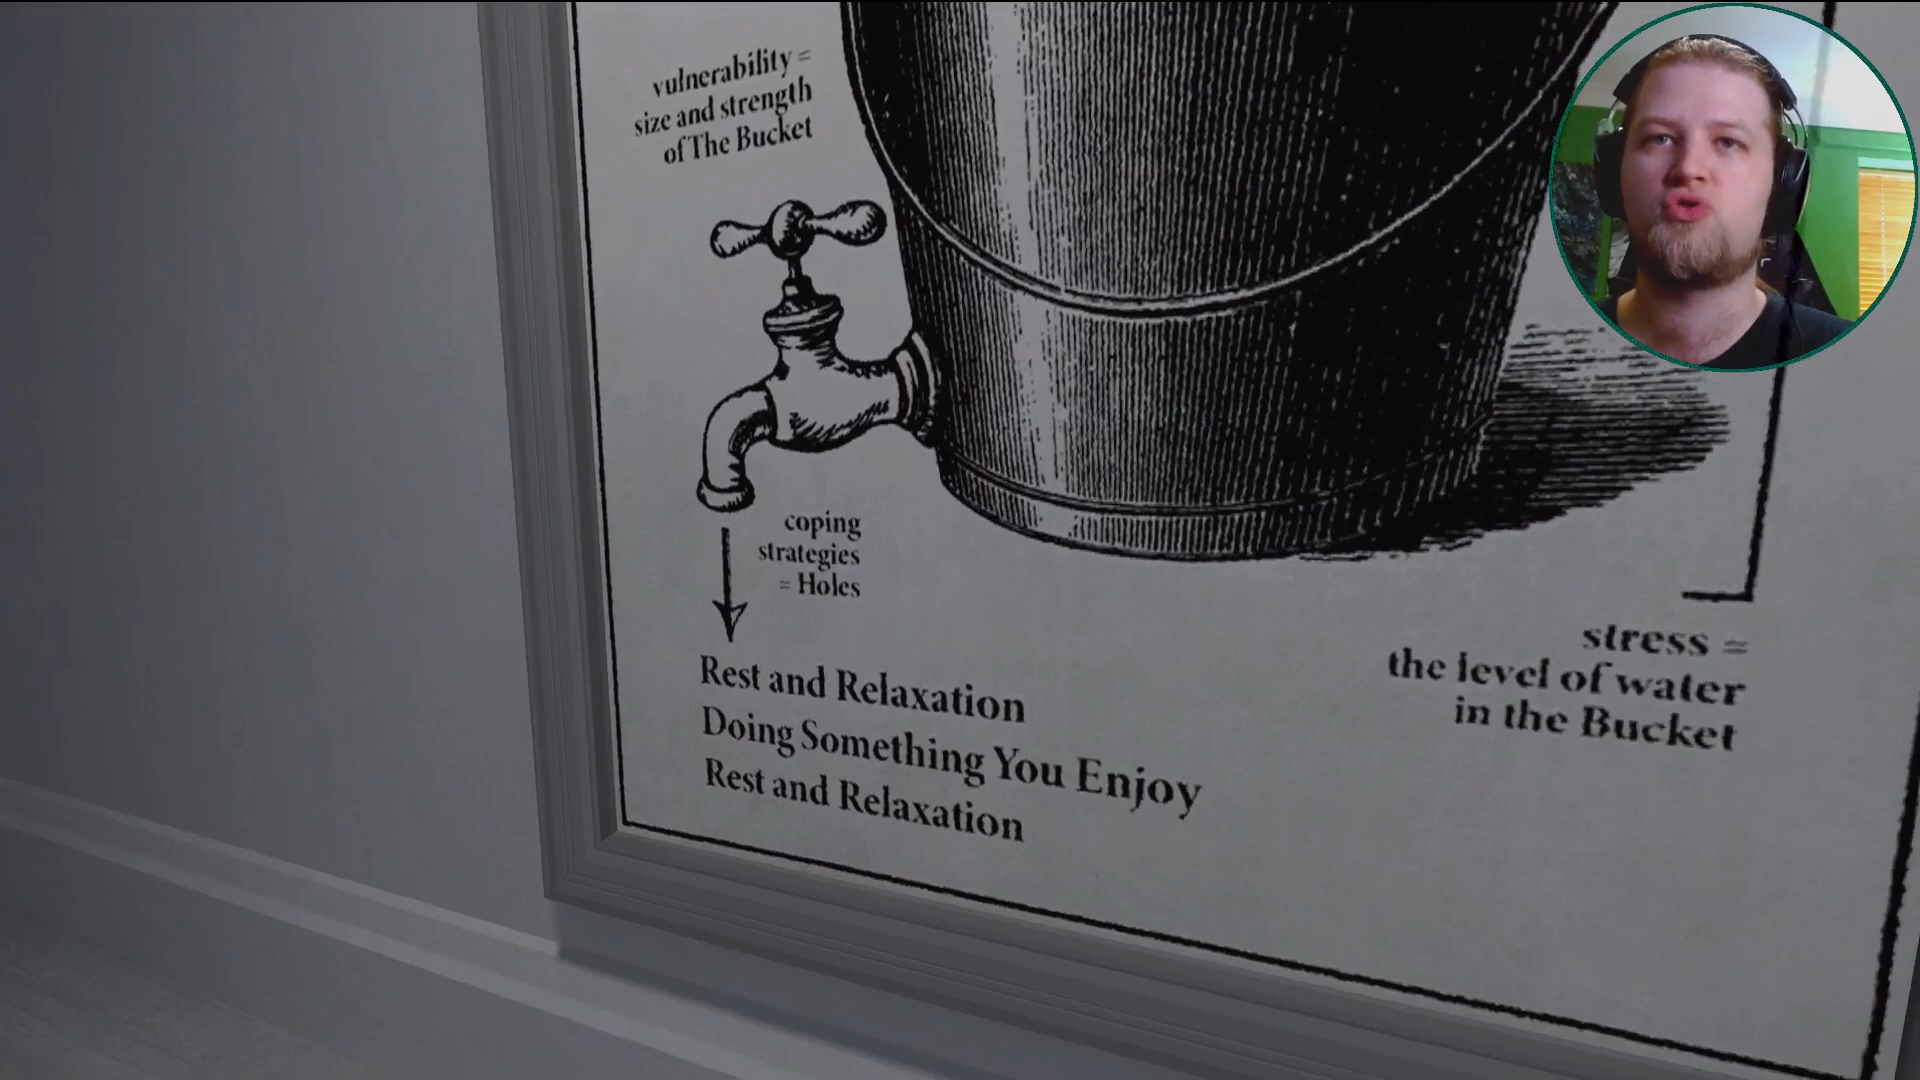 vulnerability =
size and strength
of The Bucket
coping
strategies
= Holes
Rest and Relaxation
Doing Something You Enjoy
Rest and Relaxation
stress =
the level of water
in the Bucket